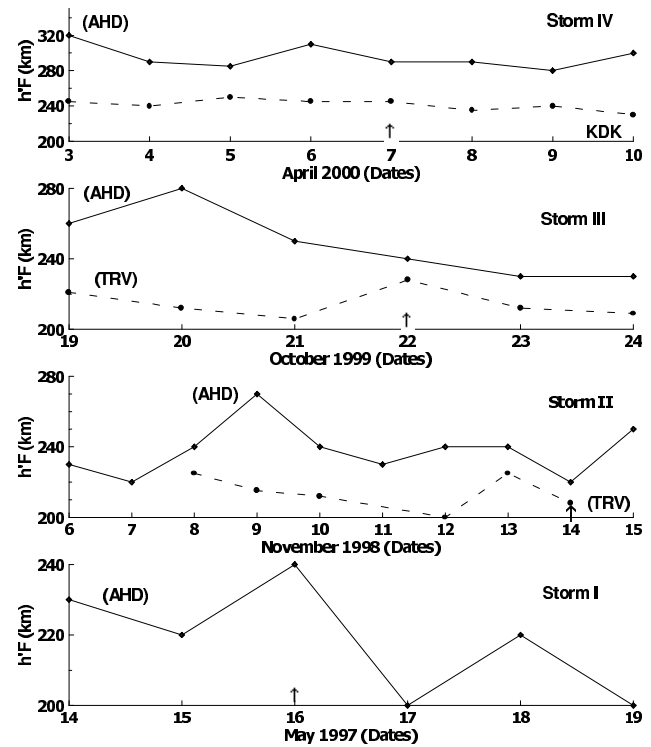 (AHD)
Storm IV
h'F (km)
320
280
240
200
KDK
3 4 5 6 7 8 9 10
April 2000 (Dates)
280
(AHD)
Storm III
h'F (km)
240
(TRV)
200
19 20 21 22 23 24
October 1999 (Dates)
280
(AHD)
Storm II
h'F (km)
240
200
(TRV)
6 7 8 9 10 11 12 13 14 15
November 1998 (Dates)
240
(AHD)
Storm I
h'F (km)
220
200
14 15 16 17 18 19
May 1997 (Dates)